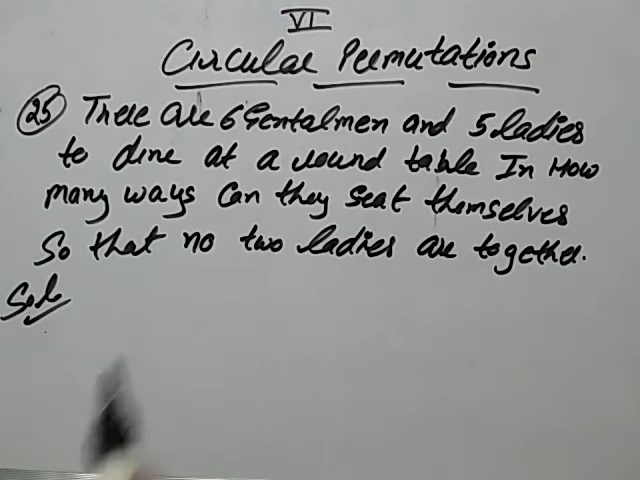 VI
Circular Permutations
25 There are 6 Gentalmen and 5 ladies
to dine at a round table In How
many ways can they seat themselves
So that no two ladies are together.
Soln